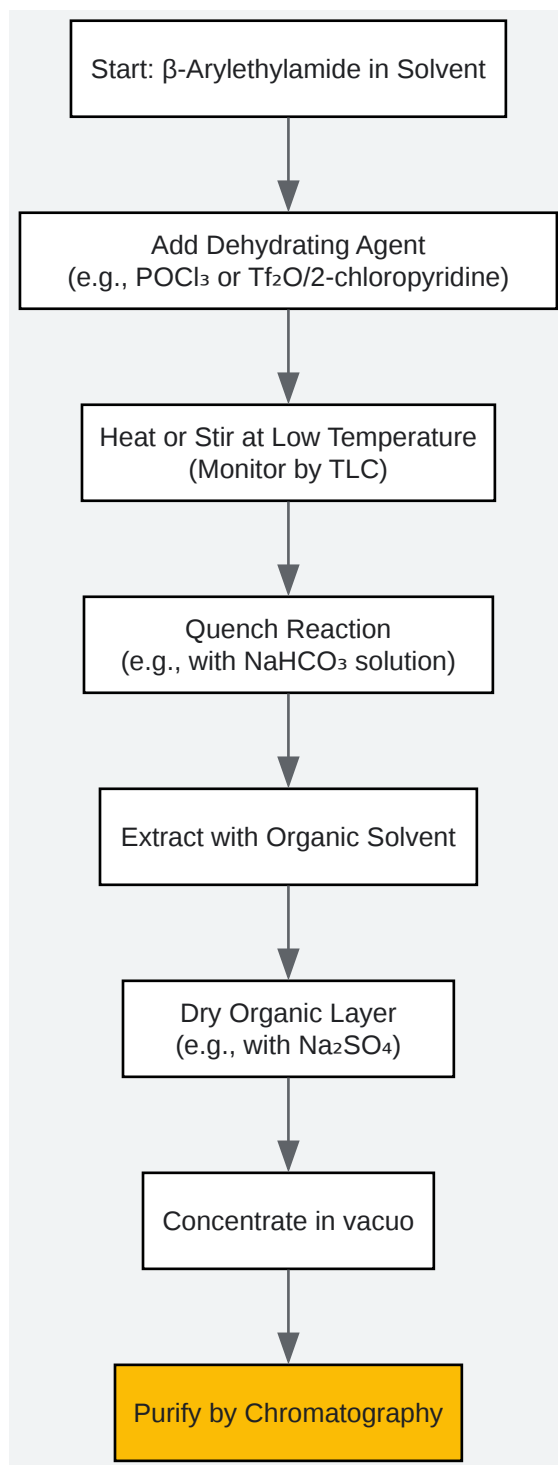 Start: β-Arylethylamide in Solvent
Add Dehydrating Agent
(e.g., POCl₃ or Tf₂O/2-chloropyridine)
Heat or Stir at Low Temperature
(Monitor by TLC)
Quench Reaction
(e.g., with NaHCO₃ solution)
Extract with Organic Solvent
Dry Organic Layer
(e.g., with Na₂SO₄)
Concentrate in vacuo
Purify by Chromatography